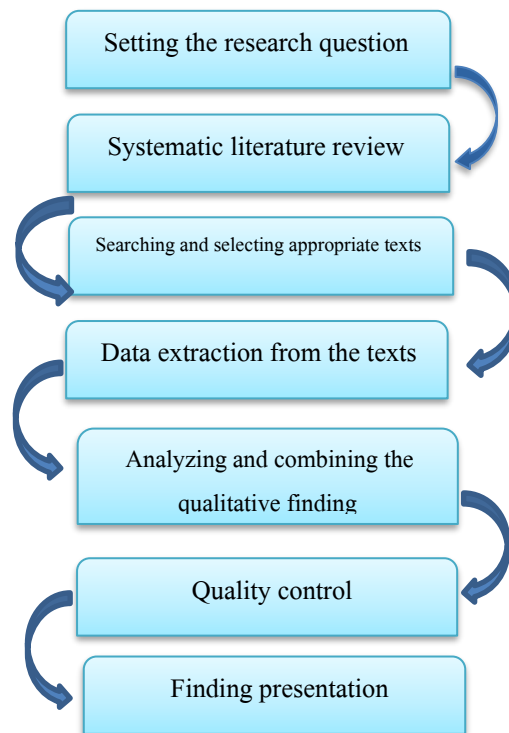 Setting the research question
Systematic literature review
Searching and selecting appropriate texts
Data extraction from the texts
Analyzing and combining the
qualitative finding
Quality control
Finding presentation